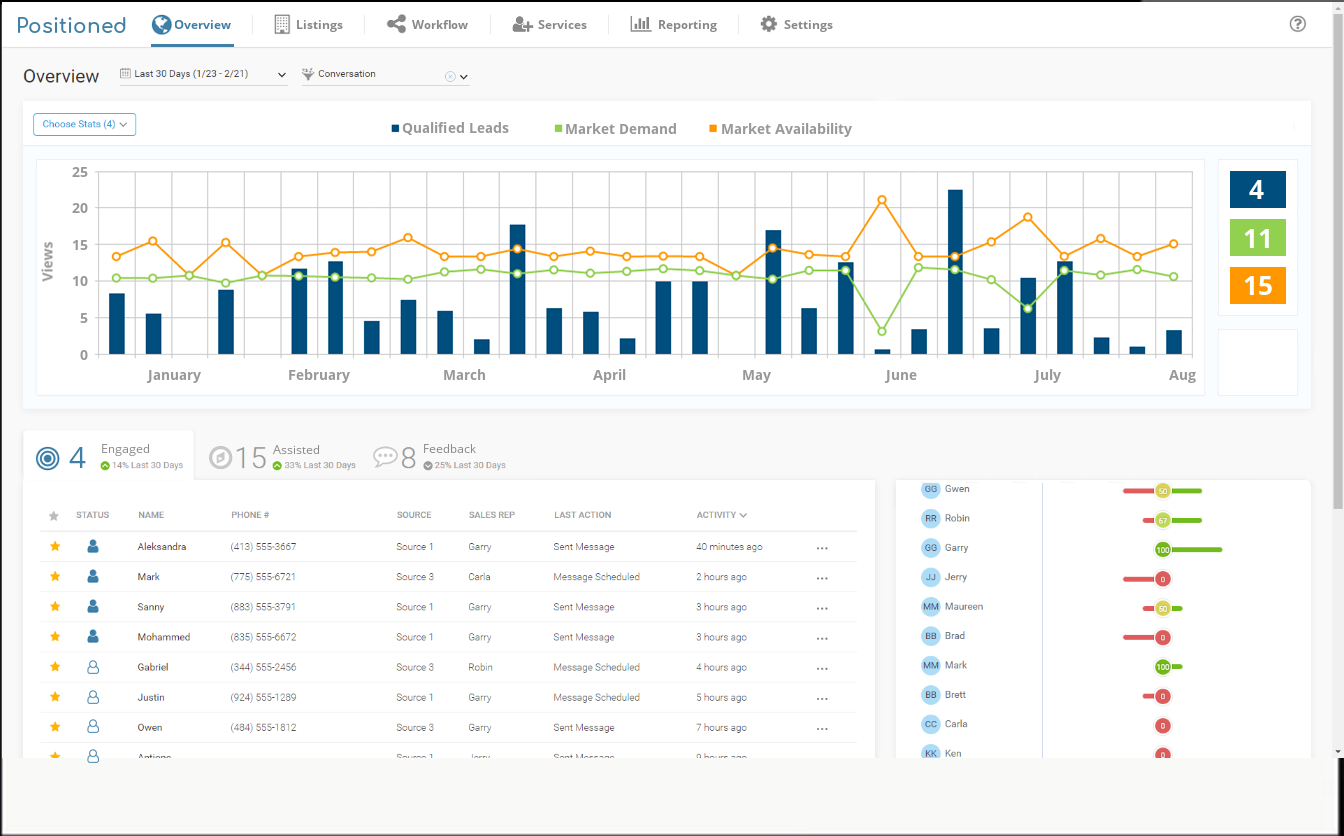 Positioned Overview Listings Workflow Services Reporting Settings ?
Overview Last 30 Days (1/23 - 2/21) Conversation
Choose Stats (4) Qualified Leads Market Demand Market Availability
25
20
15
10
5
0
Views
January February March April May June July Aug
4
11
15
4 Engaged 14% Last 30 Days
15 Assisted 33% Last 30 Days
8 Feedback 25% Last 30 Days
STATUS NAME PHONE # SOURCE SALES REP LAST ACTION ACTIVITY
Aleksandra (413) 555-3667 Source 1 Garry Sent Message 40 minutes ago ...
Mark (775) 555-6721 Source 3 Carla Message Scheduled 2 hours ago ...
Sanny (883) 555-3791 Source 1 Garry Sent Message 3 hours ago ...
Mohammed (835) 555-6672 Source 1 Garry Sent Message 3 hours ago ...
Gabriel (344) 555-2456 Source 3 Robin Message Scheduled 4 hours ago ...
Justin (924) 555-1289 Source 1 Garry Message Scheduled 5 hours ago ...
Owen (484) 555-1812 Source 3 Garry Sent Message 7 hours ago ...
Source 1 Jerry Sent Message 9 hours ago
GG Gwen 50
RR Robin 67
GG Garry 100
JJ Jerry 0
MM Maureen 50
BB Brad 0
MM Mark 100
BB Brett 0
CC Carla 0
KK Ken 0